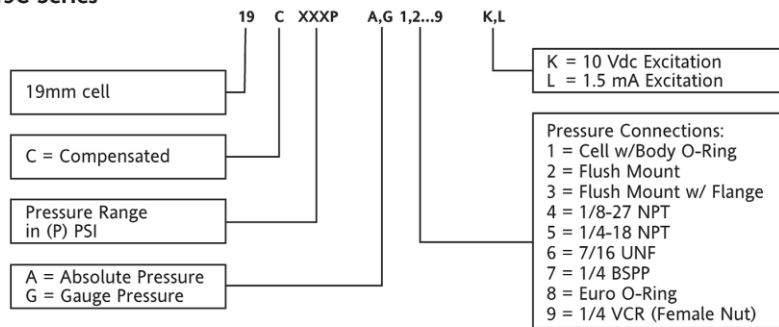 19 C XXXP A,G 1,2...9 K,L
19mm cell
C = Compensated
Pressure Range
in (P) PSI
A = Absolute Pressure
G = Gauge Pressure
K = 10 Vdc Excitation
L = 1.5 mA Excitation
Pressure Connections:
1 = Cell w/Body O-Ring
2 = Flush Mount
3 = Flush Mount w/ Flange
4 = 1/8-27 NPT
5 = 1/4-18 NPT
6 = 7/16 UNF
7 = 1/4 BSPP
8 = Euro O-Ring
9 = 1/4 VCR (Female Nut)